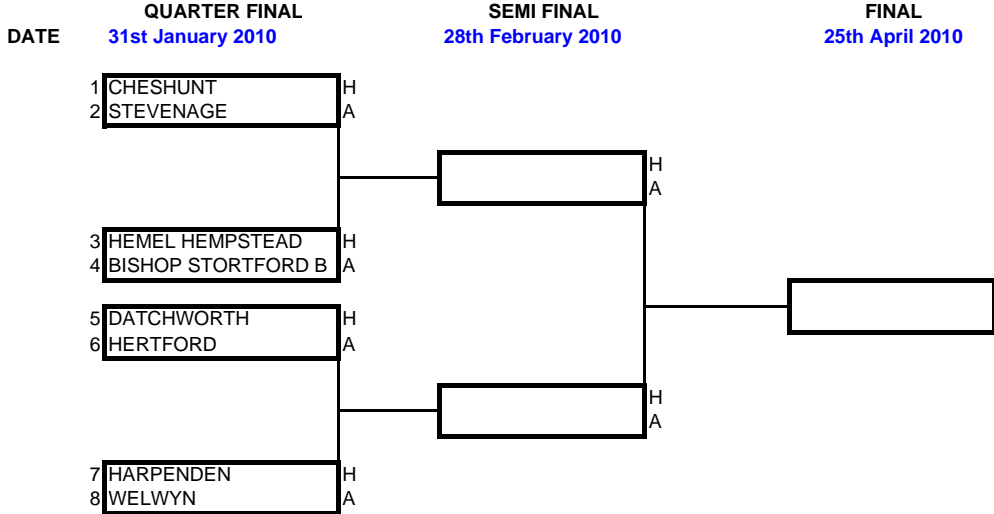 QUARTER FINAL SEMI FINAL FINAL
DATE 31st January 2010 28th February 2010 25th April 2010
1 CHESHUNT H
2 STEVENAGE A
H
A
3 HEMEL HEMPSTEAD H
4 BISHOP STORTFORD B A
5 DATCHWORTH H
6 HERTFORD A
H
A
7 HARPENDEN H
8 WELWYN A